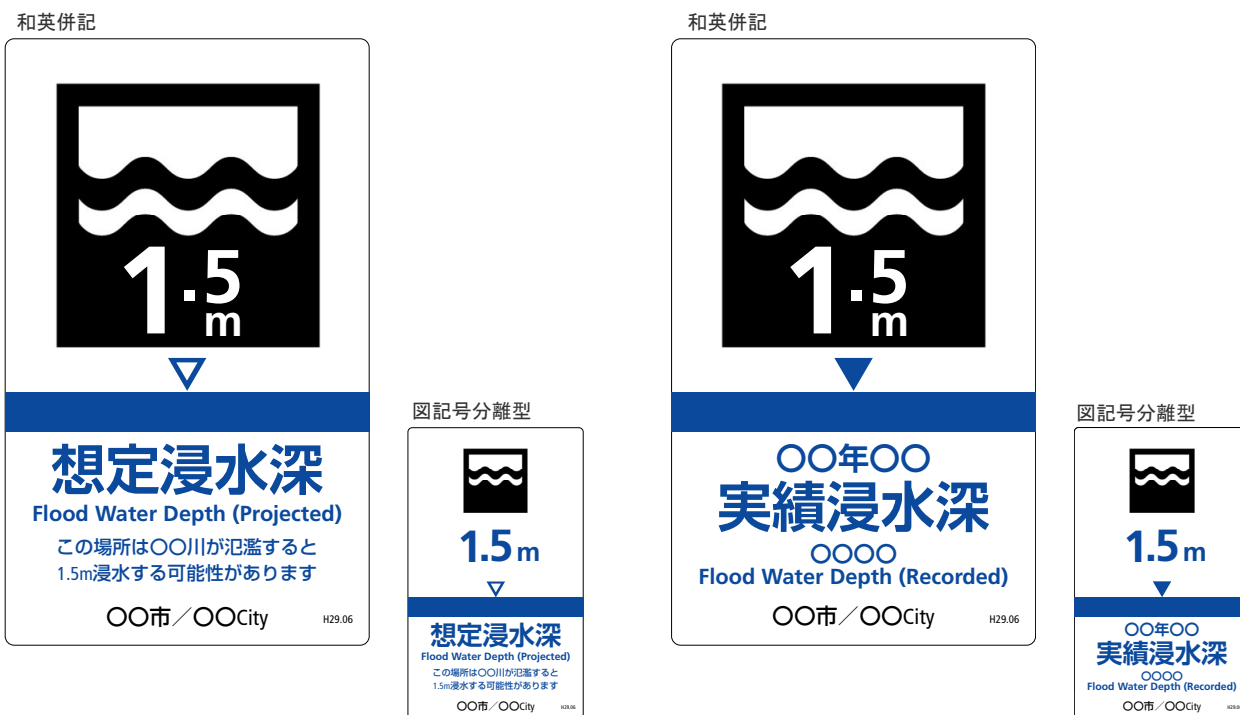 和英併記
1.5
m
想定浸水深
Flood Water Depth (Projected)
この場所は〇〇川が氾濫すると
1.5m浸水する可能性があります
〇〇市／〇〇City
H29.06
図記号分離型
1.5m
想定浸水深
Flood Water Depth (Projected)
この場所は〇〇川が氾濫すると
1.5m浸水する可能性があります
〇〇市／〇〇City
H29.06
和英併記
1.5
m
〇〇年〇〇
実績浸水深
〇〇〇〇
Flood Water Depth (Recorded)
〇〇市／〇〇City
H29.06
図記号分離型
1.5m
〇〇年〇〇
実績浸水深
〇〇〇〇
Flood Water Depth (Recorded)
〇〇市／〇〇City